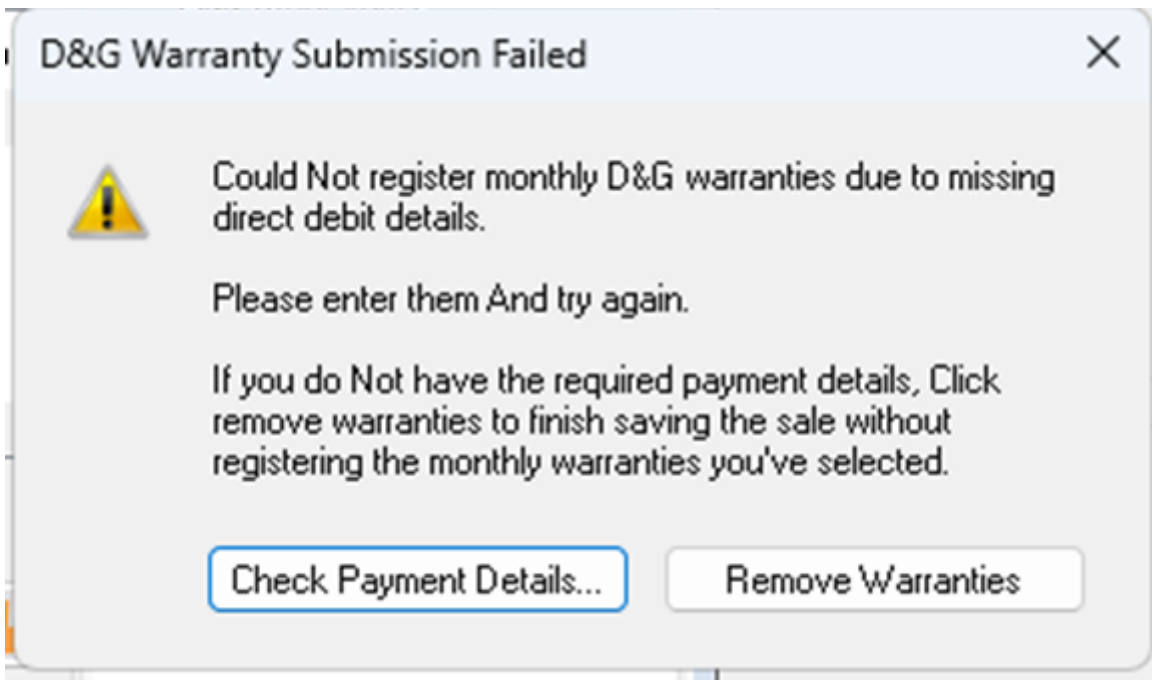 D&G Warranty Submission Failed
Could Not register monthly D&G warranties due to missing
direct debit details.
Please enter them And try again.
If you do Not have the required payment details, Click
remove warranties to finish saving the sale without
registering the monthly warranties you've selected.
Check Payment Details...
Remove Warranties